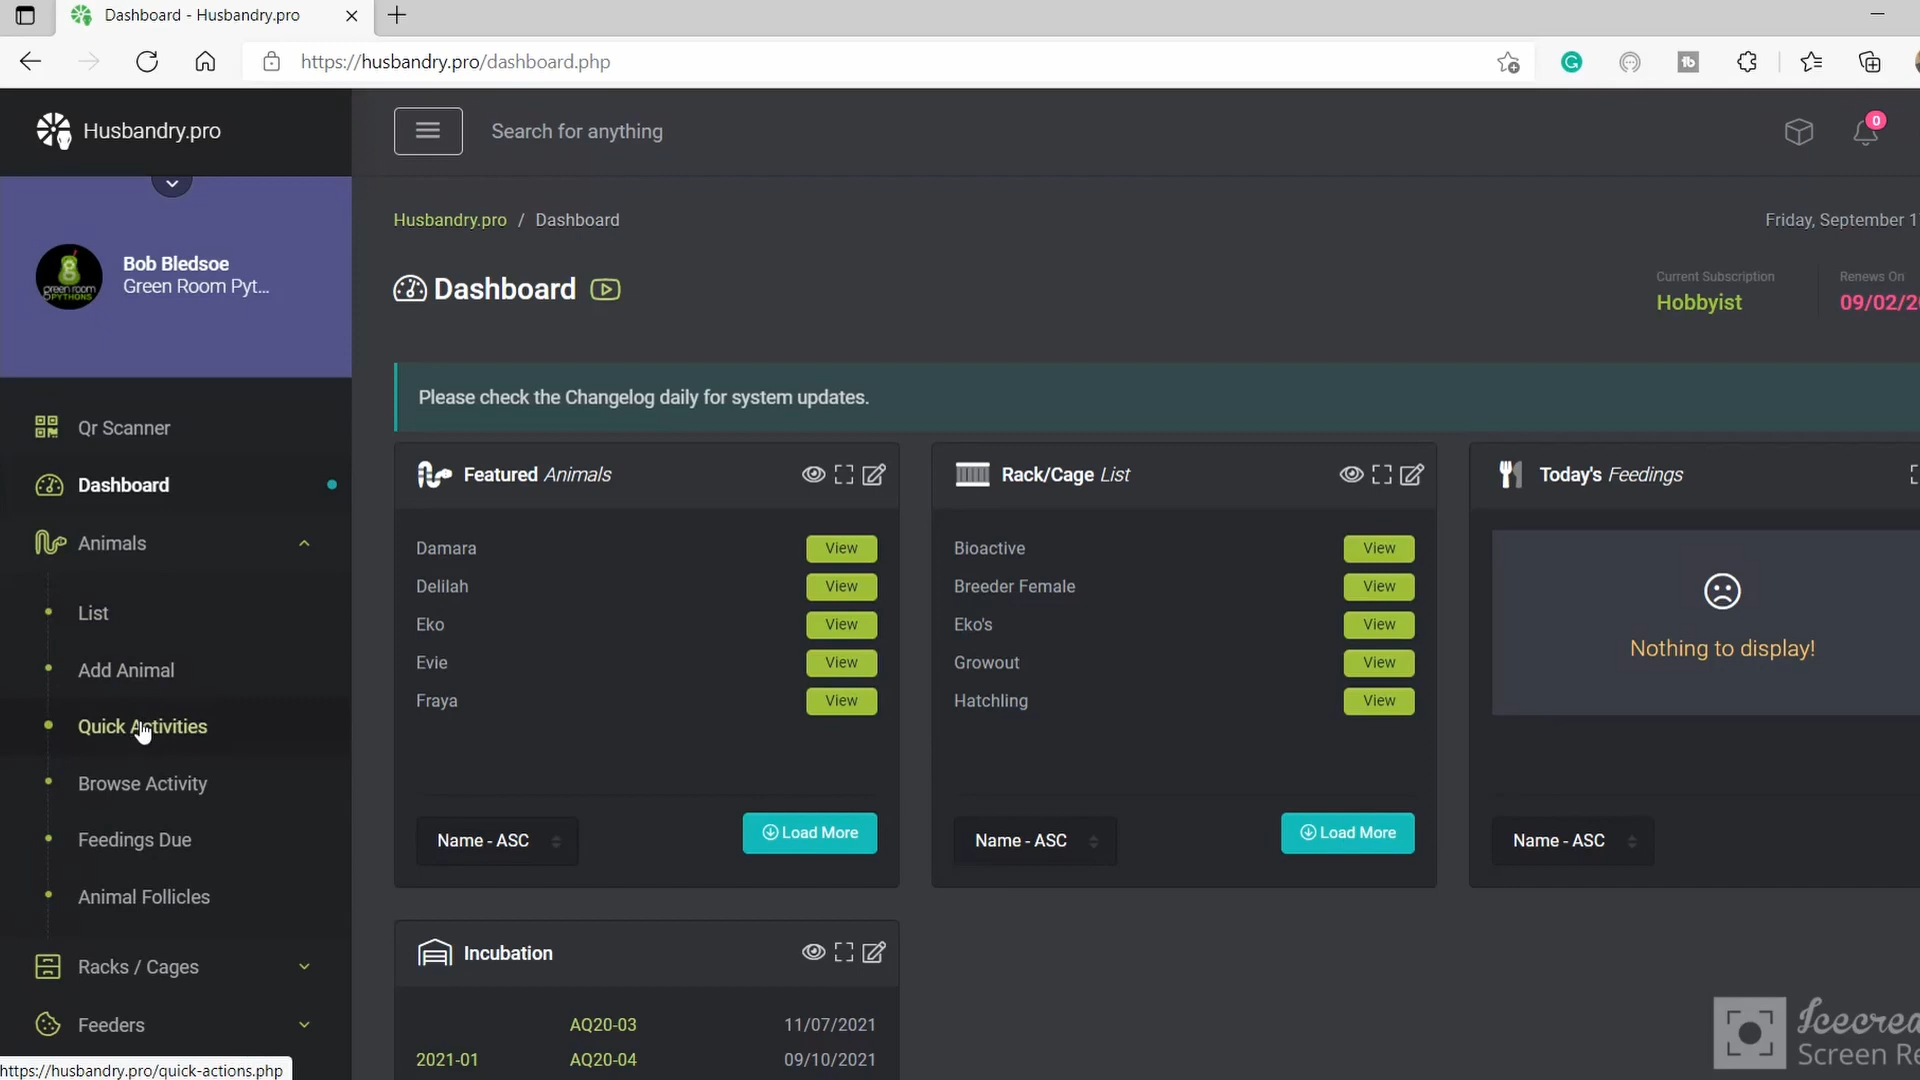 Dashboard - Husbandry.pro
https://husbandry.pro/dashboard.php
Husbandry.pro
Search for anything
0
Bob Bledsoe
Green Room Pyt...
green room
PYTHONS
Husbandry.pro / Dashboard
Friday, September 1
Dashboard
Current Subscription
Hobbyist
Renews On
09/02/2
Please check the Changelog daily for system updates.
Qr Scanner
Dashboard
Animals
List
Add Animal
Quick Activities
Browse Activity
Feedings Due
Animal Follicles
Racks / Cages
Feeders
Featured Animals
Damara View
Delilah View
Eko View
Evie View
Fraya View
Name - ASC
Load More
Rack/Cage List
Bioactive View
Breeder Female View
Eko's View
Growout View
Hatchling View
Name - ASC
Load More
Today's Feedings
Nothing to display!
Name - ASC
Incubation
AQ20-03 11/07/2021
2021-01 AQ20-04 09/10/2021
Icecrea
Screen Re
https://husbandry.pro/quick-actions.php